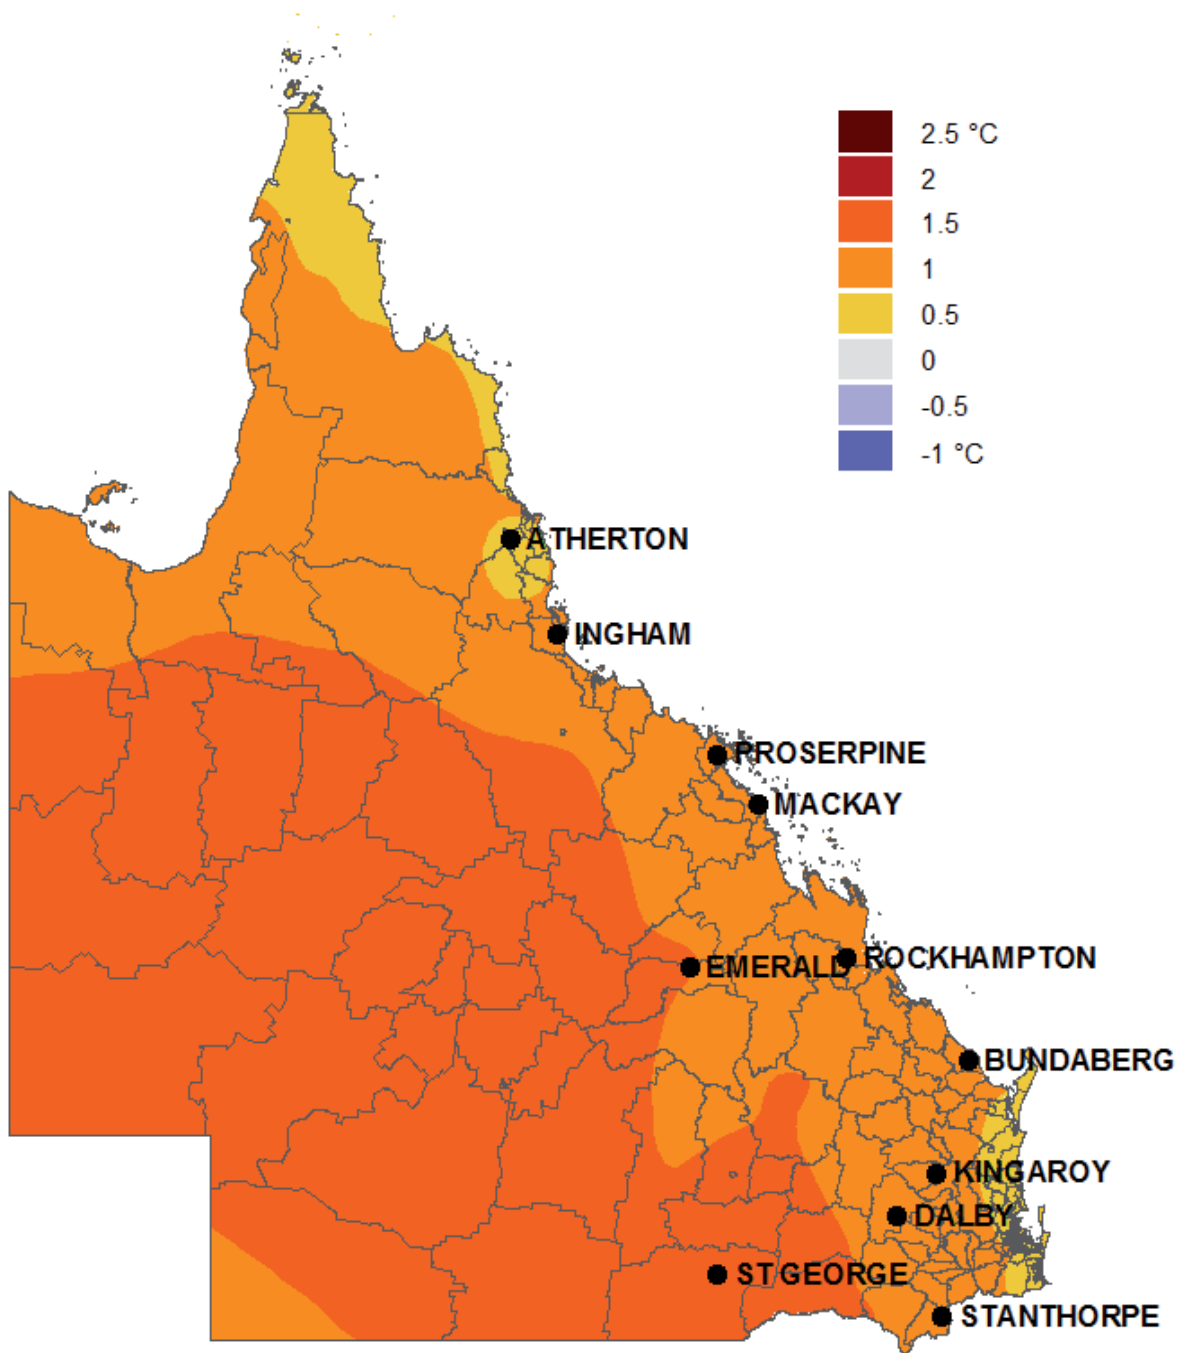 2.5 °C
2
1.5
1
0.5
0
-0.5
-1 °C
ATHERTON
INGHAM
PROSERPINE
MACKAY
EMERALD
ROCKHAMPTON
BUNDABERG
KINGAROY
DALBY
ST GEORGE
STANTHORPE